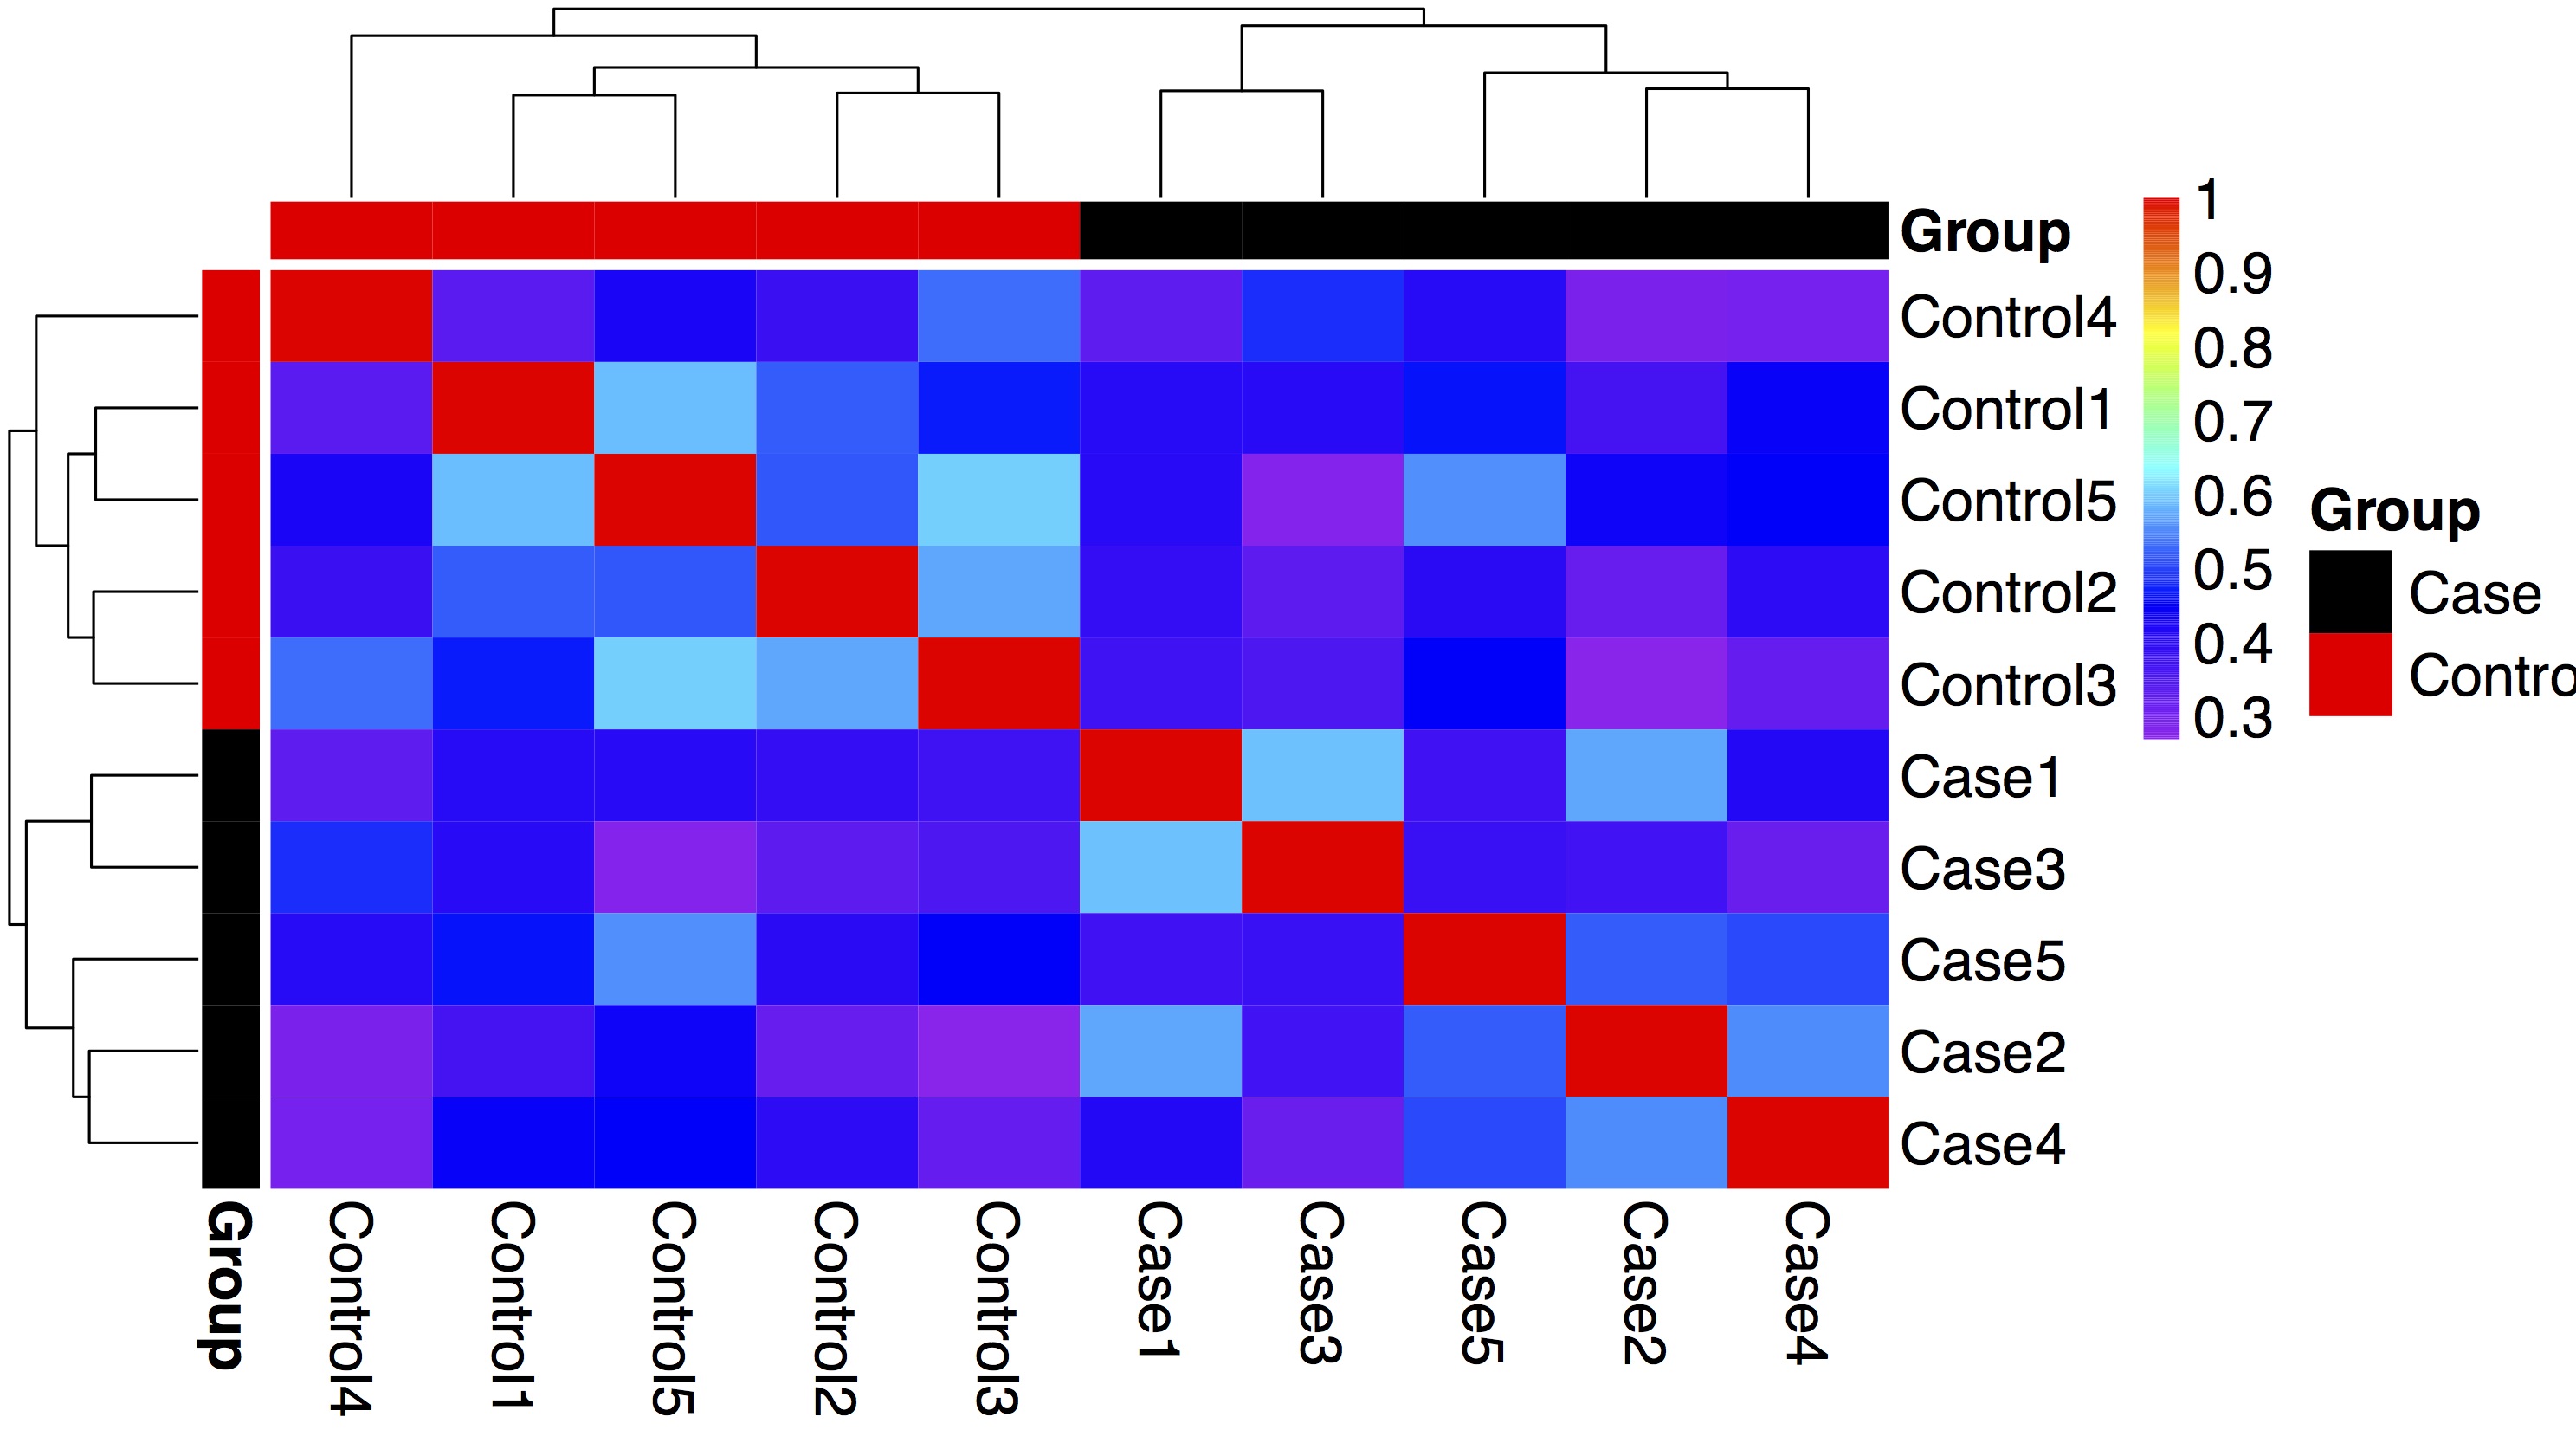 Group
Control4
Control1
Control5
Control2
Control3
Case1
Case3
Case5
Case2
Case4
1
0.9
0.8
0.7
0.6
0.5
0.4
0.3
Group
Case
Contro
Group
Control4
Control1
Control5
Control2
Control3
Case1
Case3
Case5
Case2
Case4